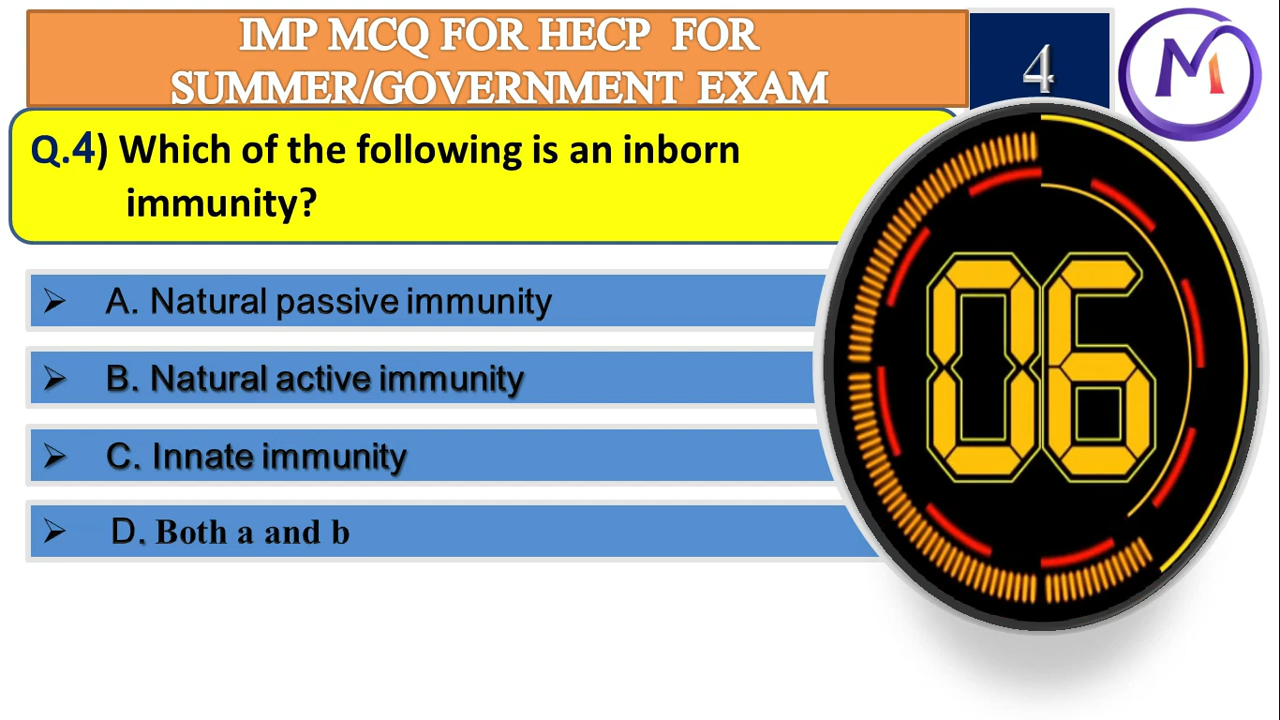 IMP MCQ FOR HECP FOR
SUMMER/GOVERNMENT EXAM
4
M
Q.4) Which of the following is an inborn
immunity?
➢ A. Natural passive immunity
➢ B. Natural active immunity
➢ C. Innate immunity
➢ D. Both a and b
06